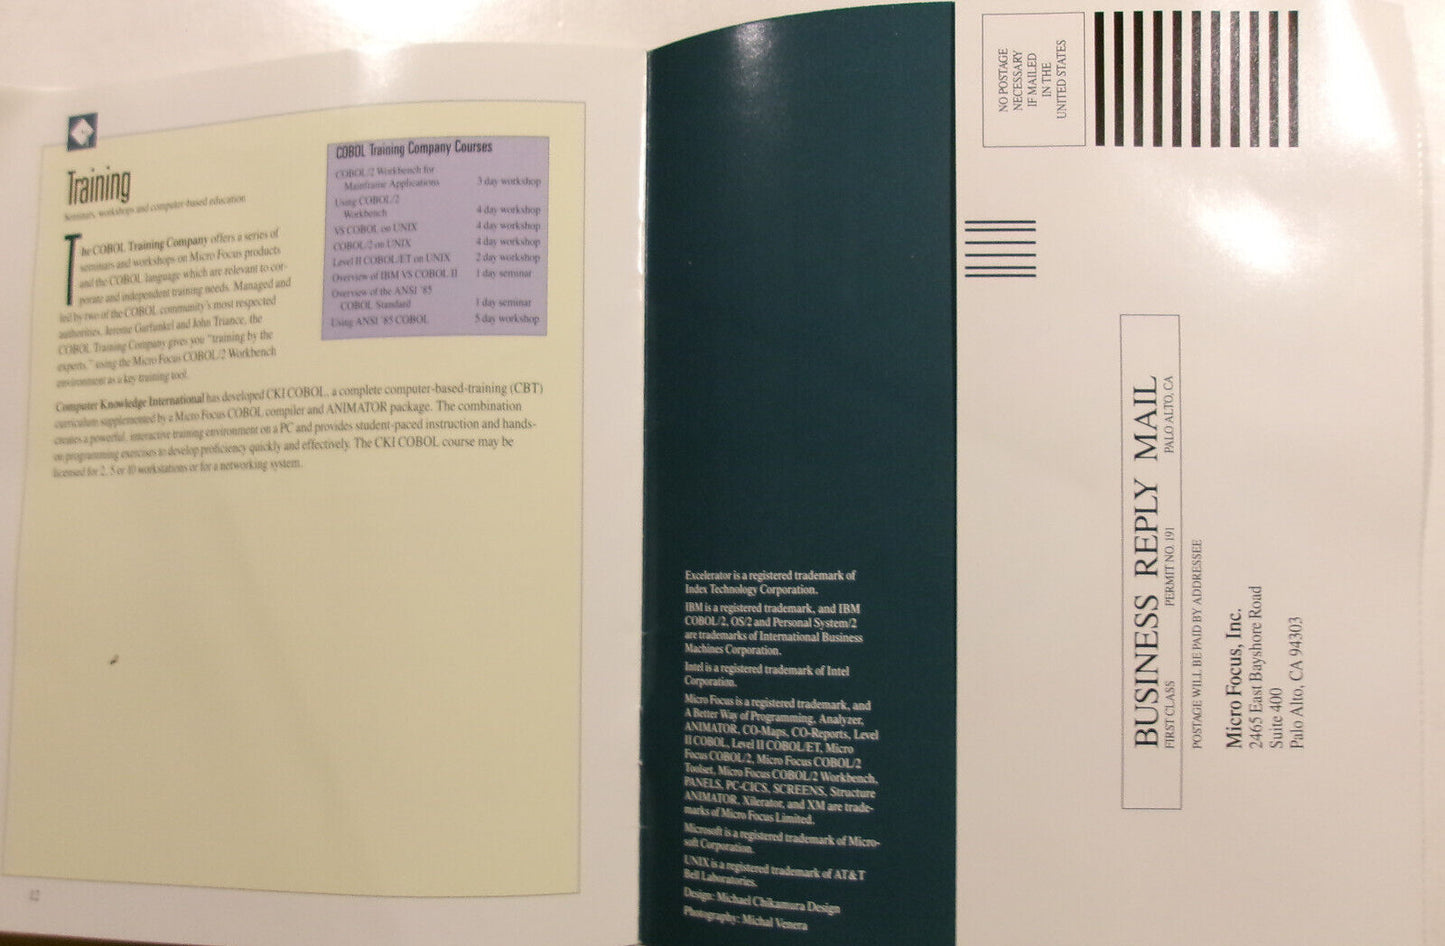 Training
Seminars, workshops and computer-based education
The COBOL Training Company offers a series of
seminars and workshops on Micro Focus products
and the COBOL language which are relevant to cor-
porate and independent training needs. Managed and
led by two of the COBOL community's most respected
authorities, Jerome Garfunkel and John Triance, the
COBOL Training Company gives you "training by the
experts," using the Micro Focus COBOL/2 Workbench
environment as a key training tool.
COBOL Training Company Courses
COBOL/2 Workbench for
Mainframe Applications 3 day workshop
Using COBOL/2
Workbench 4 day workshop
VS COBOL on UNIX 4 day workshop
COBOL/2 on UNIX 4 day workshop
Level II COBOL/ET on UNIX 2 day workshop
Overview of IBM VS COBOL II 1 day seminar
Overview of the ANSI '85
COBOL Standard 1 day seminar
Using ANSI '85 COBOL 5 day workshop
Computer Knowledge International has developed CKI COBOL, a complete computer-based-training (CBT)
curriculum supplemented by a Micro Focus COBOL compiler and ANIMATOR package. The combination
creates a powerful, interactive training environment on a PC and provides student-paced instruction and hands-
on programming exercises to develop proficiency quickly and effectively. The CKI COBOL course may be
licensed for 2, 5 or 10 workstations or for a networking system.
12
Excelerator is a registered trademark of
Index Technology Corporation.
IBM is a registered trademark, and IBM
COBOL/2, OS/2 and Personal System/2
are trademarks of International Business
Machines Corporation.
Intel is a registered trademark of Intel
Corporation.
Micro Focus is a registered trademark, and
A Better Way of Programming, Analyzer,
ANIMATOR, CO-Maps, CO-Reports, Level
II COBOL, Level II COBOL/ET, Micro
Focus COBOL/2, Micro Focus COBOL/2
Toolset, Micro Focus COBOL/2 Workbench,
PANELS, PC-CICS, SCREENS, Structure
ANIMATOR, Xilerator, and XM are trade-
marks of Micro Focus Limited.
Microsoft is a registered trademark of Micro-
soft Corporation.
UNIX is a registered trademark of AT&T
Bell Laboratories.
Design: Michael Chikamura Design
Photography: Michal Venera
NO POSTAGE
NECESSARY
IF MAILED
IN THE
UNITED STATES
BUSINESS REPLY MAIL
FIRST CLASS PERMIT NO. 191 PALO ALTO, CA
POSTAGE WILL BE PAID BY ADDRESSEE
Micro Focus, Inc.
2465 East Bayshore Road
Suite 400
Palo Alto, CA 94303